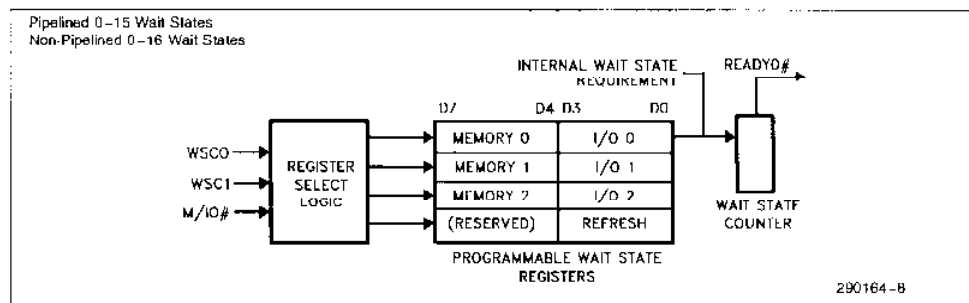 Pipelined 0-15 Wait States
Non-Pipelined 0-16 Wait States
INTERNAL WAIT STATE
REQUIREMENT
READYO#
D7 D4 D3 D0
WSC0
WSC1
M/IO#
REGISTER
SELECT
LOGIC
MEMORY 0 I/O 0
MEMORY 1 I/O 1
MEMORY 2 I/O 2
(RESERVED) REFRESH
WAIT STATE
COUNTER
PROGRAMMABLE WAIT STATE
REGISTERS
290164-8